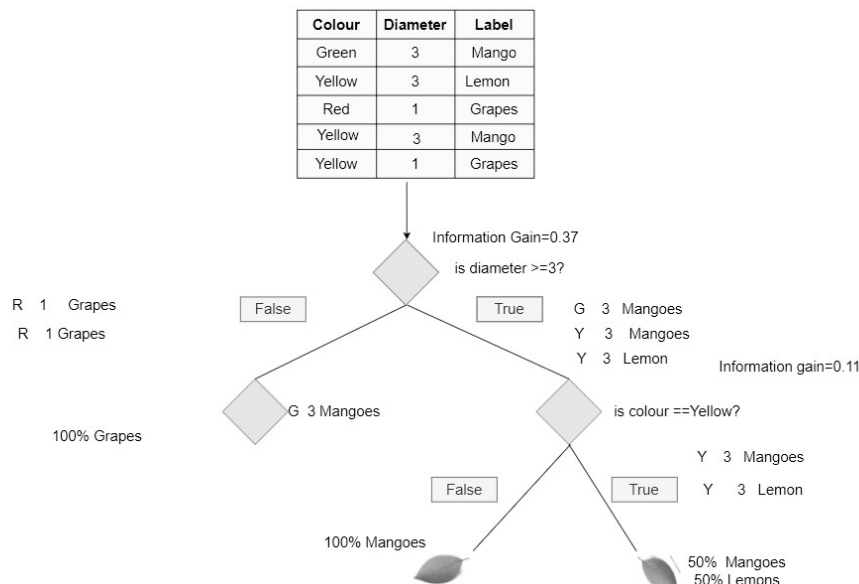 Colour Diameter Label
Green 3 Mango
Yellow 3 Lemon
Red 1 Grapes
Yellow 3 Mango
Yellow 1 Grapes
Information Gain=0.37
is diameter >=3?
R 1 Grapes
False
True
G 3 Mangoes
R 1 Grapes
Y 3 Mangoes
Y 3 Lemon
Information gain=0.11
G 3 Mangoes
is colour ==Yellow?
100% Grapes
Y 3 Mangoes
False
True
Y 3 Lemon
100% Mangoes
50% Mangoes
50% Lemons